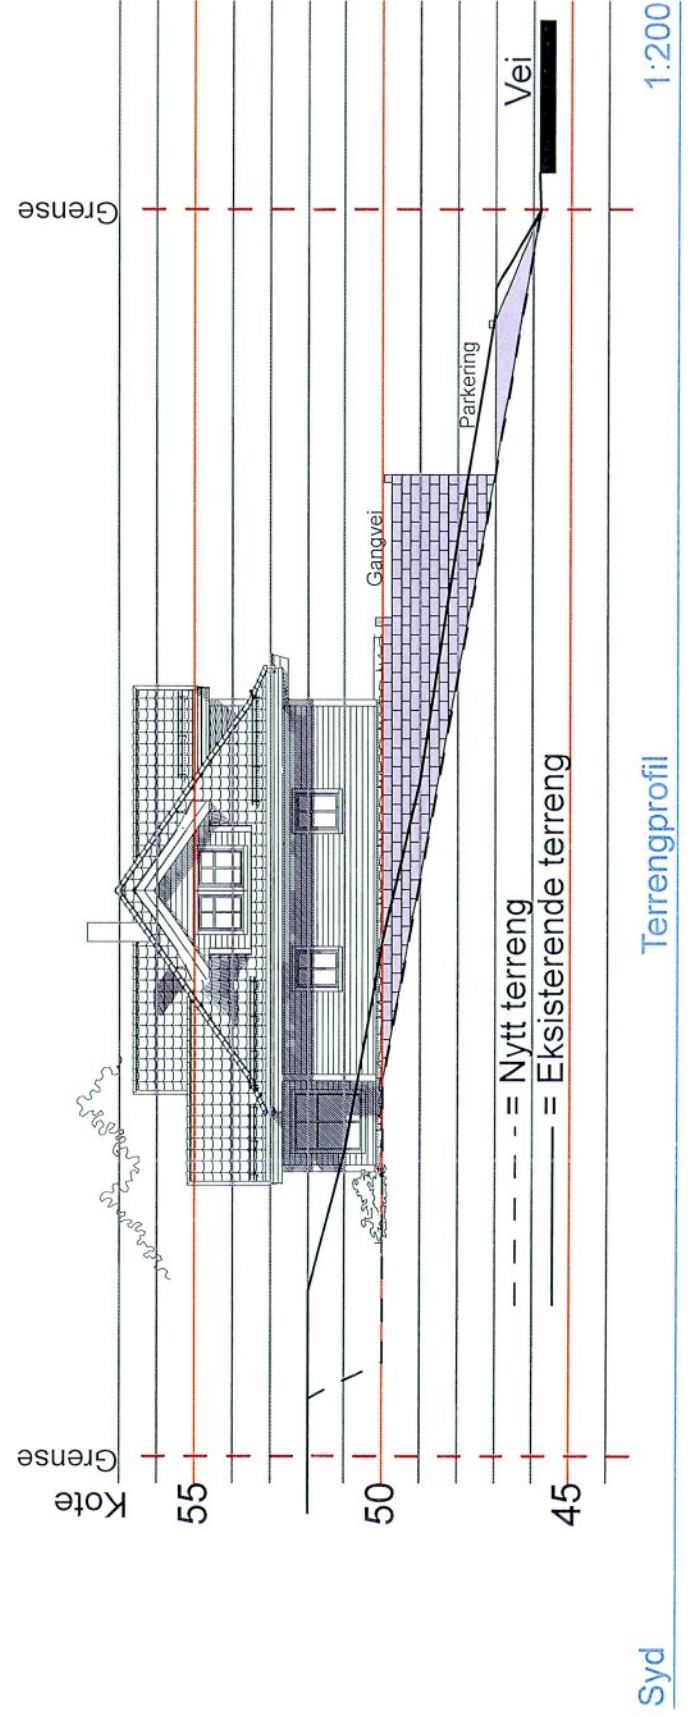 Grense
Grense
Kote
55
50
45
Gangvei
Parkering
Vei
= Nytt terreng
= Eksisterende terreng
Syd
Terrengprofil
1:200